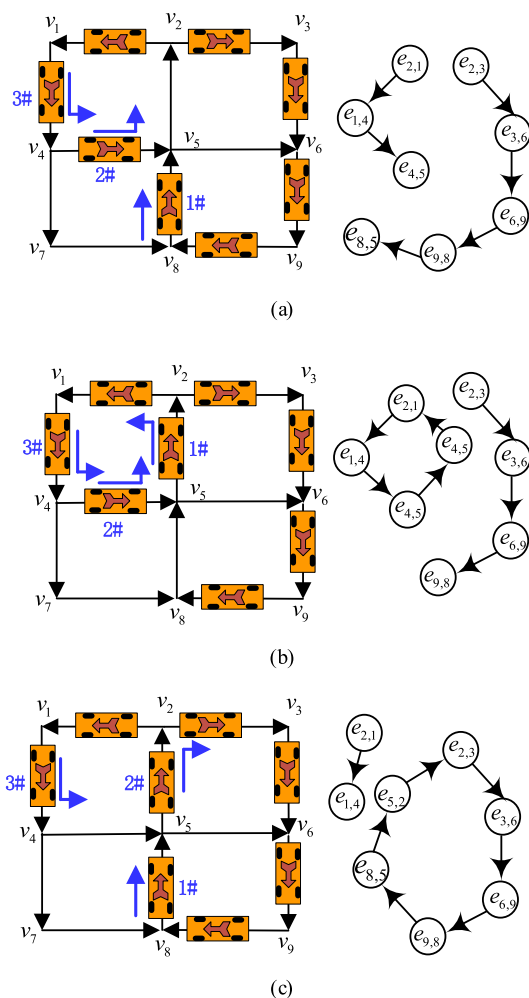 v1 v2 v3
3#
v4 v5 v6
2#
1#
v7 v8 v9
e2,1 e2,3
e1,4 e3,6
e4,5
e6,9
e8,5 e9,8
(a)
v1 v2 v3
3# 1#
v4 v5 v6
2#
v7 v8 v9
e2,1 e2,3
e1,4 e4,5 e3,6
e4,5
e6,9
e9,8
(b)
v1 v2 v3
3# 2#
v4 v5 v6
1#
v7 v8 v9
e2,1 e2,3
e1,4 e5,2 e3,6
e8,5
e6,9
e9,8
(c)